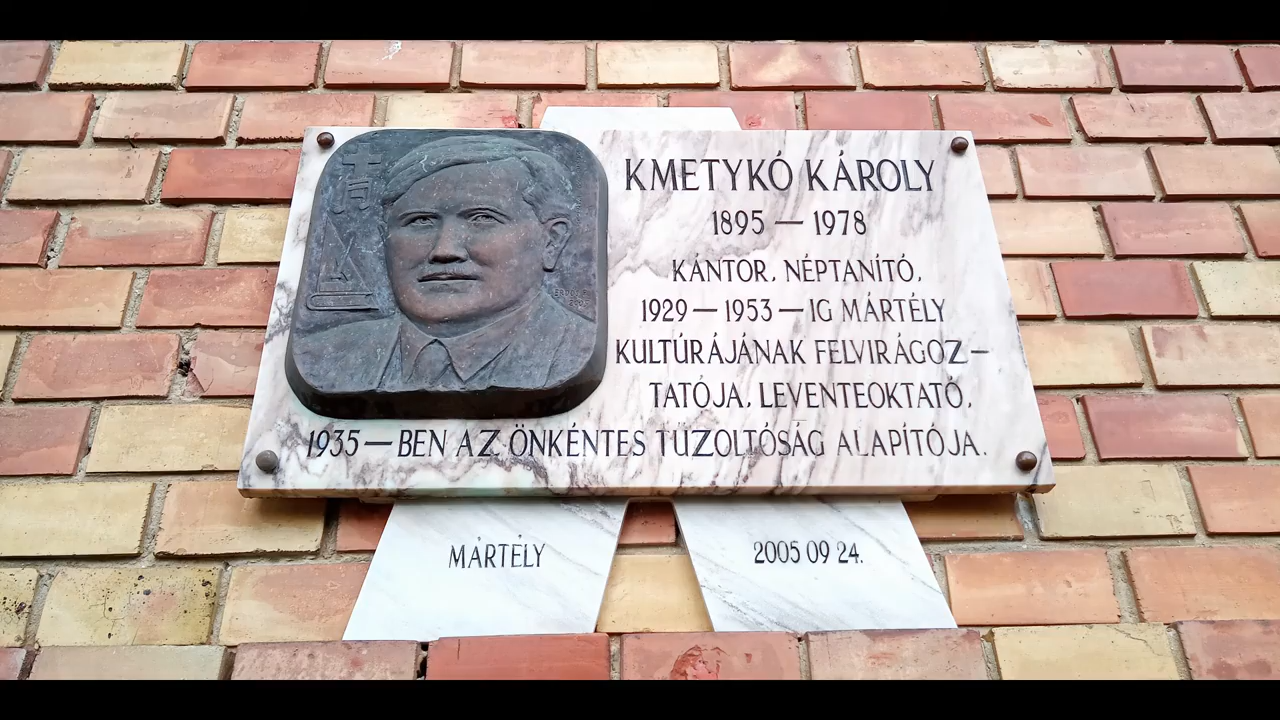 KMETYKÓ KÁROLY
1895 — 1978
KÁNTOR, NÉPTANÍTÓ,
1929 — 1953 — IG MÁRTÉLY
KULTÚRÁJÁNAK FELVIRÁGOZ—
TATÓJA, LEVENTEOKTATÓ,
1935 — BEN AZ ÖNKÉNTES TŰZOLTÓSÁG ALAPÍTÓJA.
MÁRTÉLY
2005 09 24.